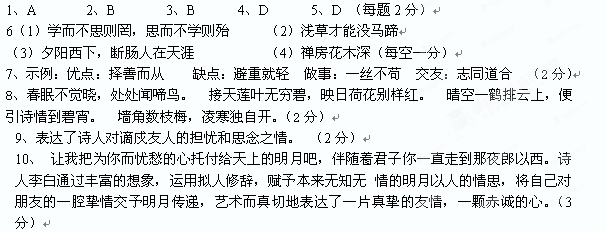 1、A 2、B 3、B 4、D 5、D （每题2分）
6（1）学而不思则罔，思而不学则殆 （2）浅草才能没马蹄
（3）夕阳西下，断肠人在天涯 （4）禅房花木深（每空一分）
7、示例：优点：择善而从 缺点：避重就轻 做事：一丝不苟 交友：志同道合 （2分）
8、春眠不觉晓，处处闻啼鸟。 接天莲叶无穷碧，映日荷花别样红。 晴空一鹤排云上，便
引诗情到碧霄。 墙角数枝梅，凌寒独自开。（2分）
9、表达了诗人对谪戍友人的担忧和思念之情。 （2分）
10、 让我把为你而忧愁的心托付给天上的明月吧，伴随着君子你一直走到那夜郎以西。诗
人李白通过丰富的想象，运用拟人修辞，赋予本来无知无 情的明月以人的情思，将自己对
朋友的一腔挚情交予明月传递，艺术而真切地表达了一片真挚的友情，一颗赤诚的心。（3
分）